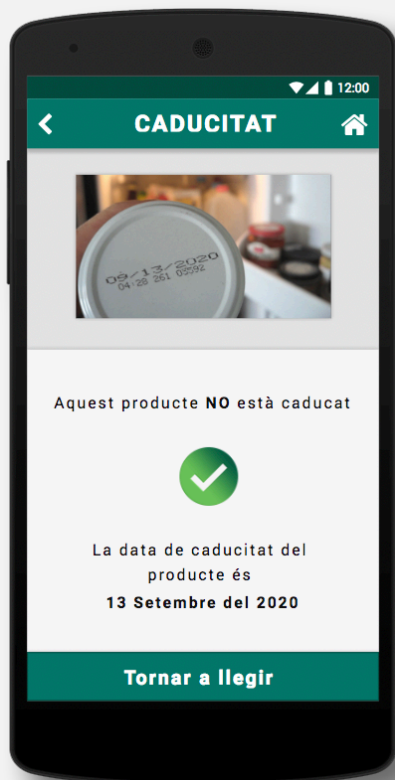 12:00
CADUCITAT
09/13/2020
04:28 261 03592
Aquest producte NO està caducat
La data de caducitat del
producte és
13 Setembre del 2020
Tornar a llegir